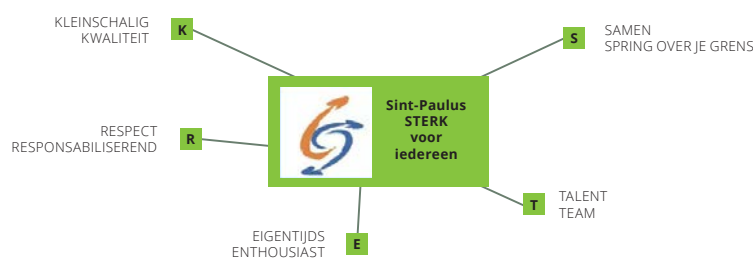 KLEINSCHALIG
KWALITEIT
K
S
SAMEN
SPRING OVER JE GRENS
Sint-Paulus
STERK
voor
iedereen
RESPECT
RESPONSABILISEREND
R
T
TALENT
TEAM
EIGENTIJDS
ENTHOUSIAST
E